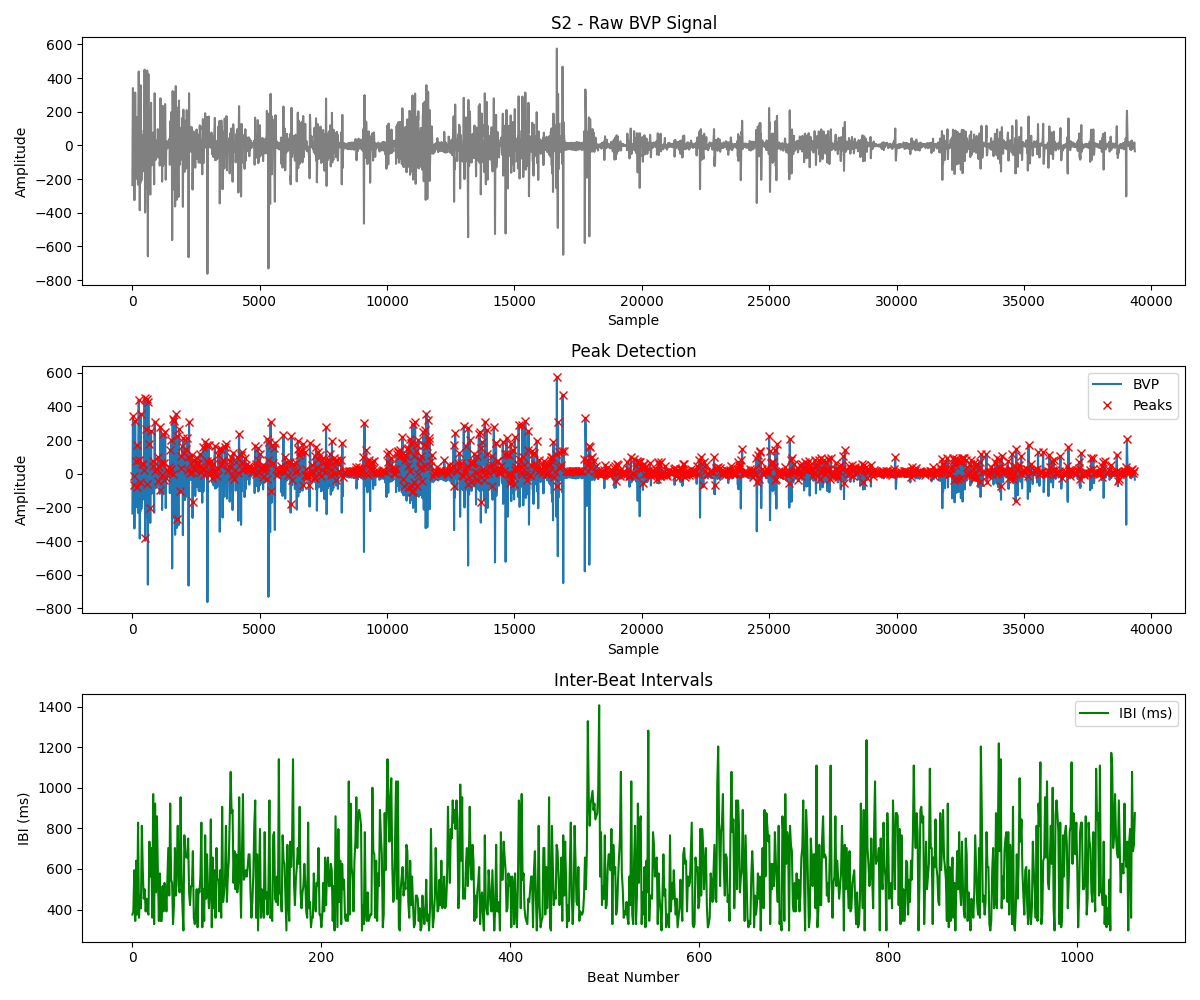 S2 - Raw BVP Signal
600
400
200
0
−200
−400
−600
−800
Amplitude
0 5000 10000 15000 20000 25000 30000 35000 40000
Sample
Peak Detection
600
400
200
0
−200
−400
−600
−800
Amplitude
BVP
Peaks
0 5000 10000 15000 20000 25000 30000 35000 40000
Sample
Inter-Beat Intervals
1400
1200
1000
800
600
400
IBI (ms)
IBI (ms)
0 200 400 600 800 1000
Beat Number